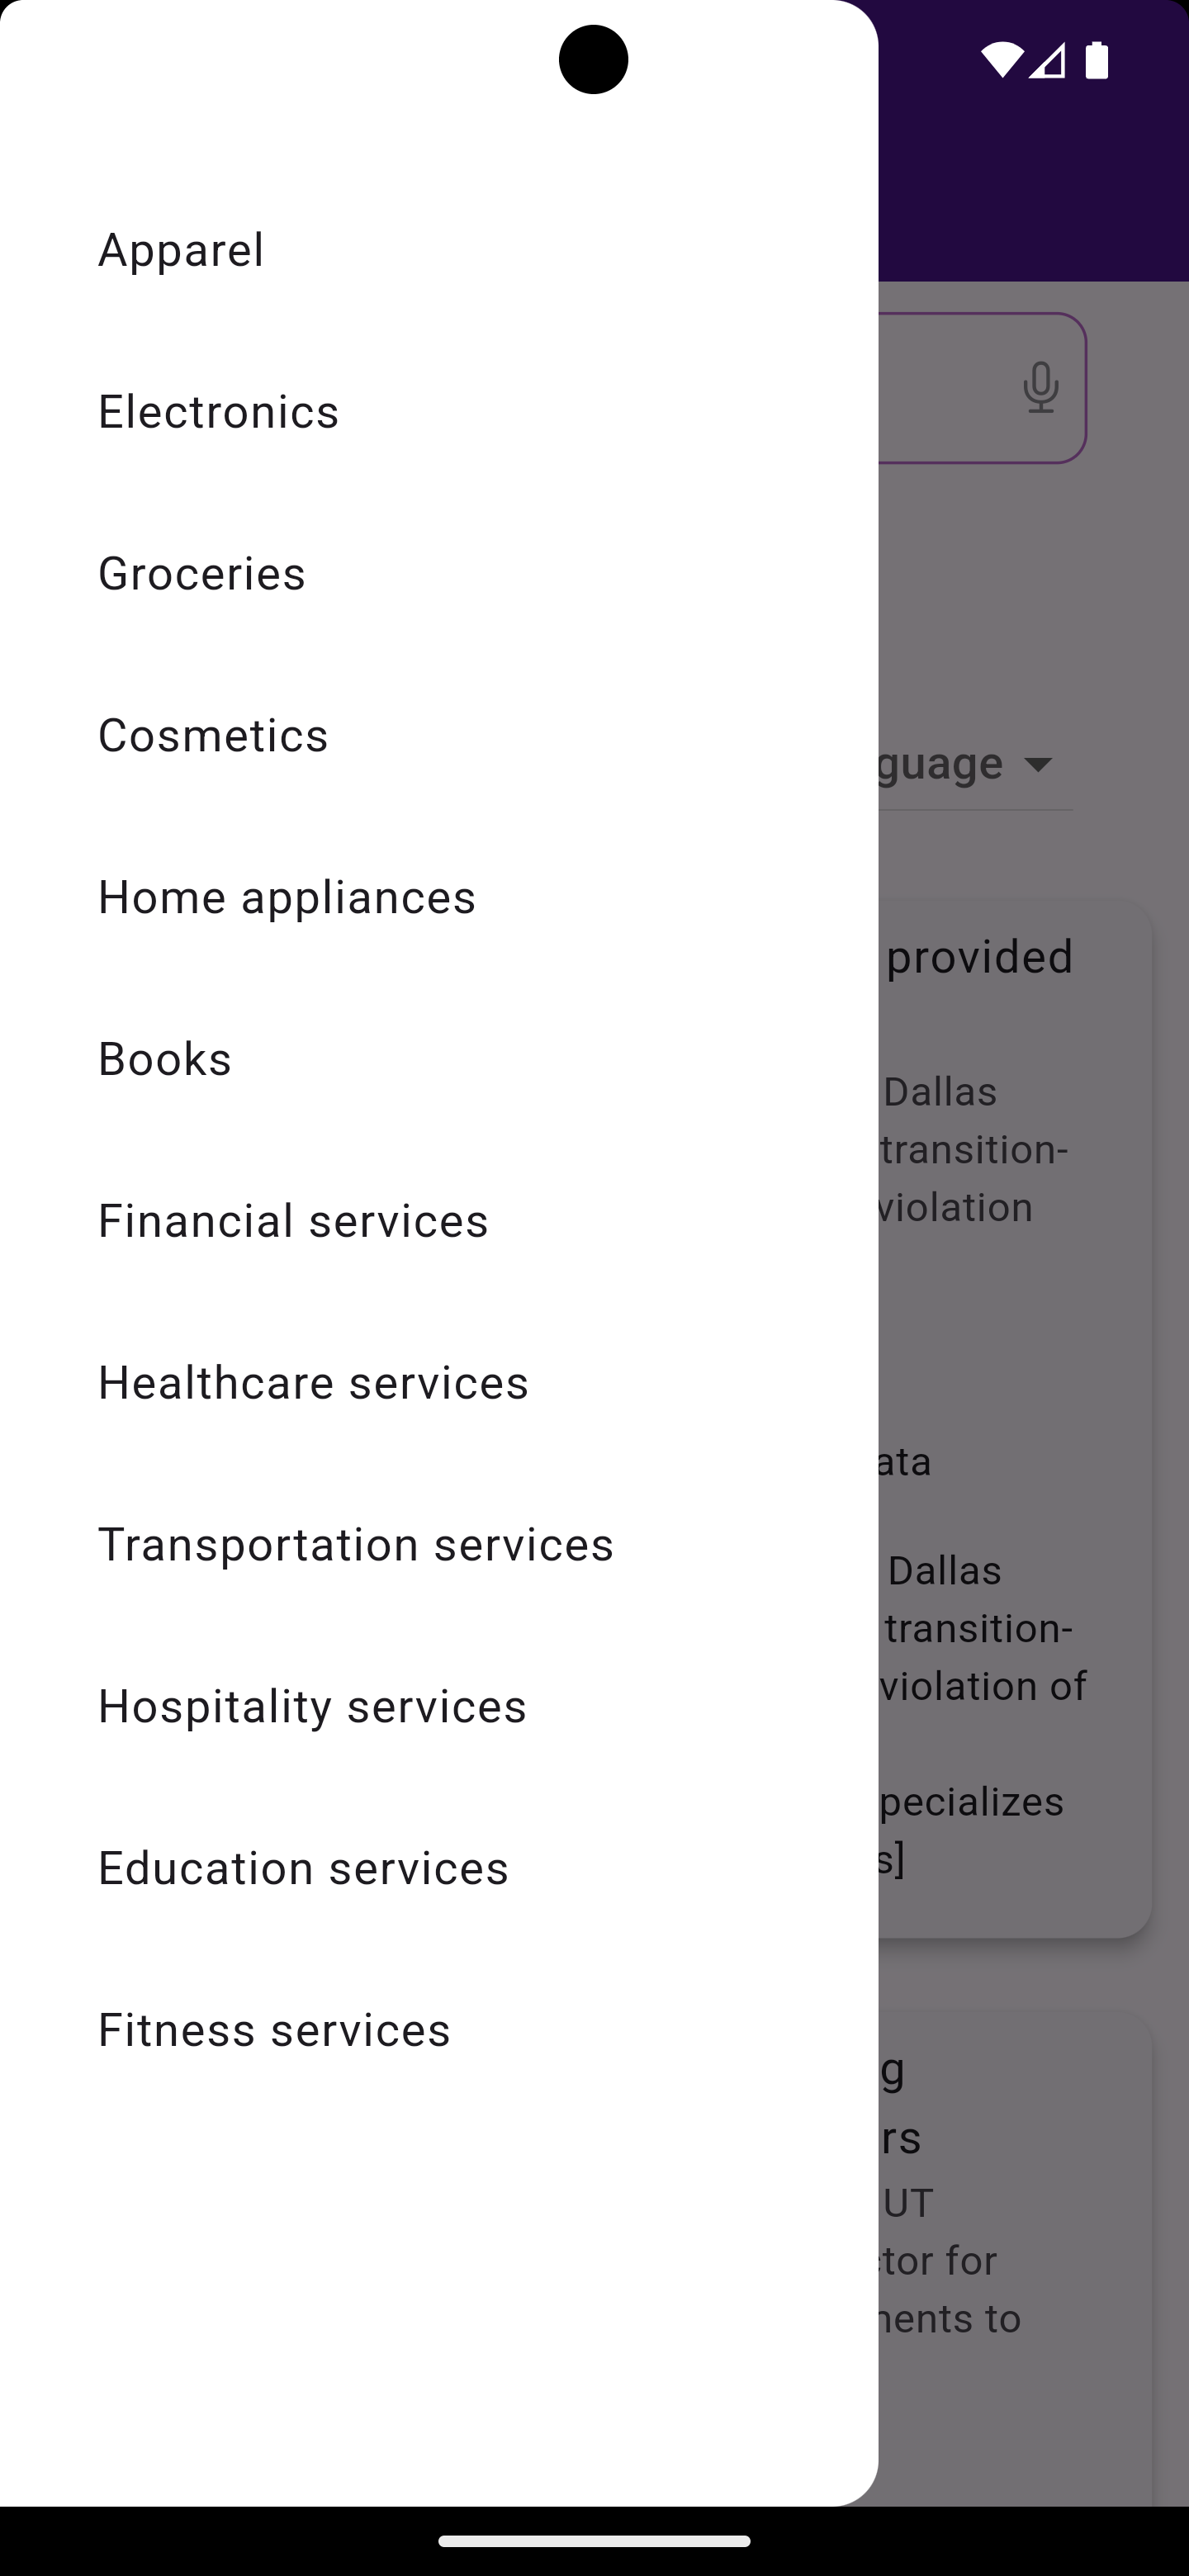 Apparel
Electronics
Groceries
Cosmetics
guage
Home appliances
provided
Books
Dallas
transition-
violation
Financial services
Healthcare services
ata
Transportation services
Dallas
transition-
violation of
Hospitality services
pecializes
s]
Education services
Fitness services
g
rs
UT
tor for
ents to